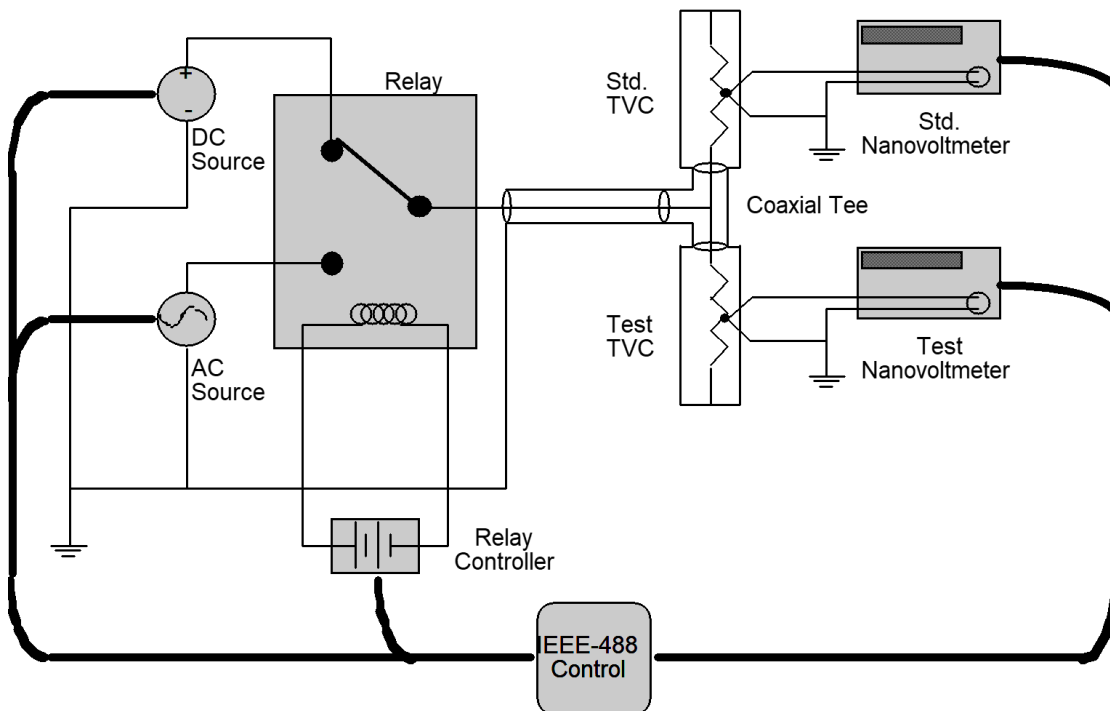 +
-
DC
Source
Relay
Std.
TVC
Std.
Nanovoltmeter
Coaxial Tee
AC
Source
Test
TVC
Test
Nanovoltmeter
Relay
Controller
IEEE-488
Control